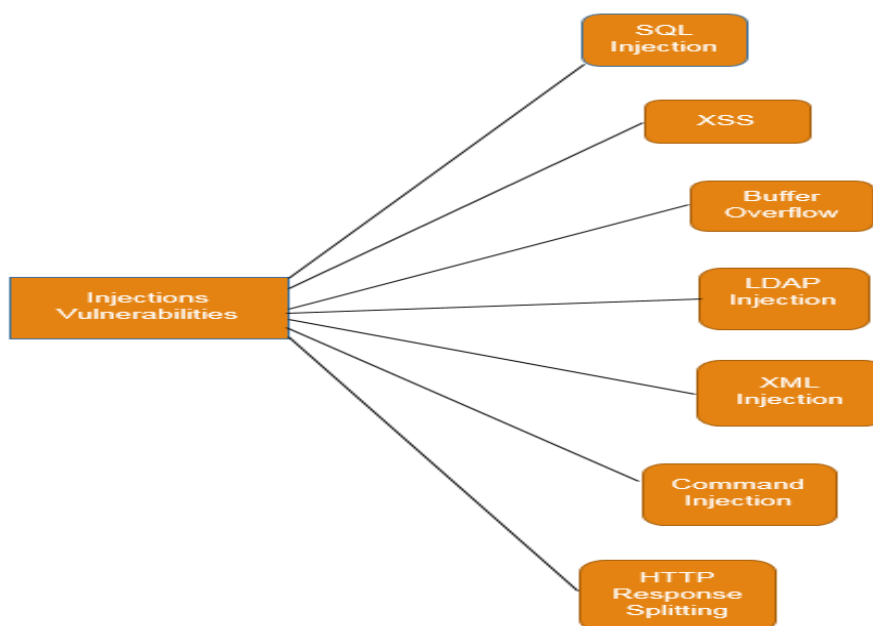 SQL
Injection
XSS
Buffer
Overflow
Injections
Vulnerabilities
LDAP
Injection
XML
Injection
Command
Injection
HTTP
Response
Splitting